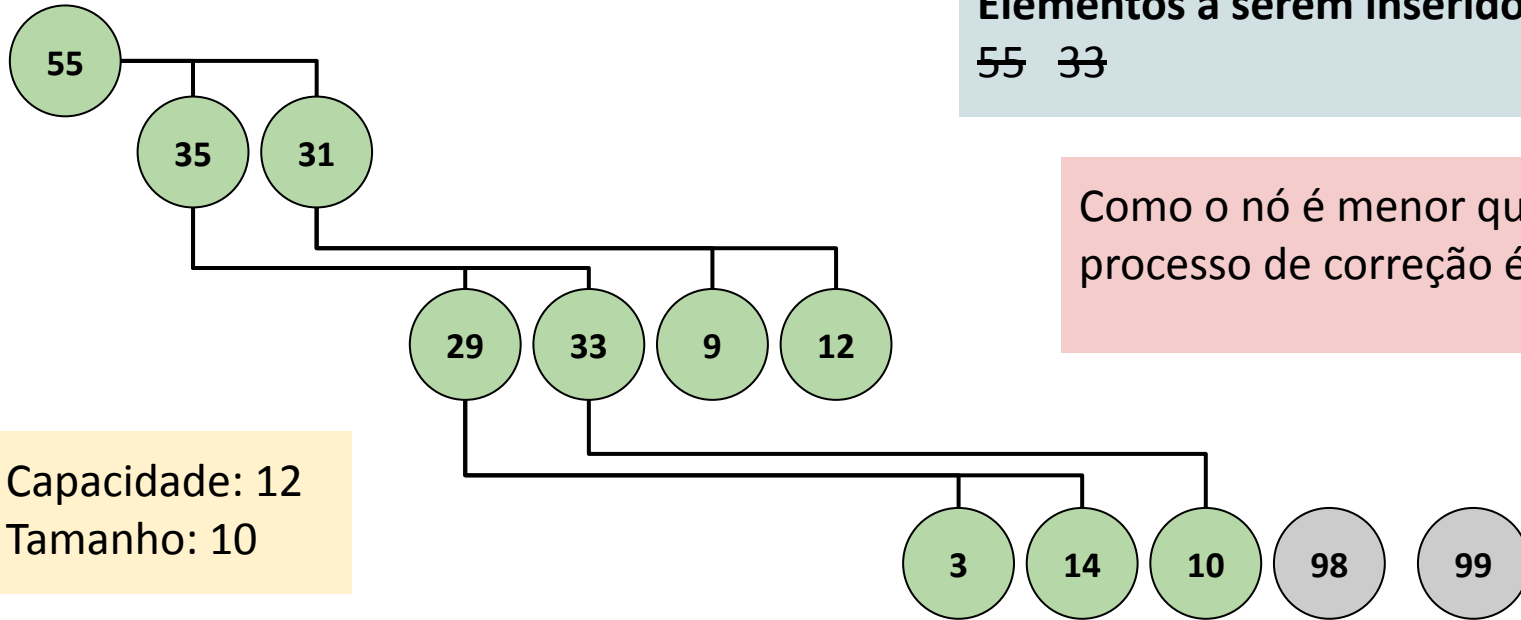 Elementos a serem inserido
55 33
55
35 31
Como o nó é menor qu
processo de correção é
29 33 9 12
Capacidade: 12
Tamanho: 10
3 14 10 98 99